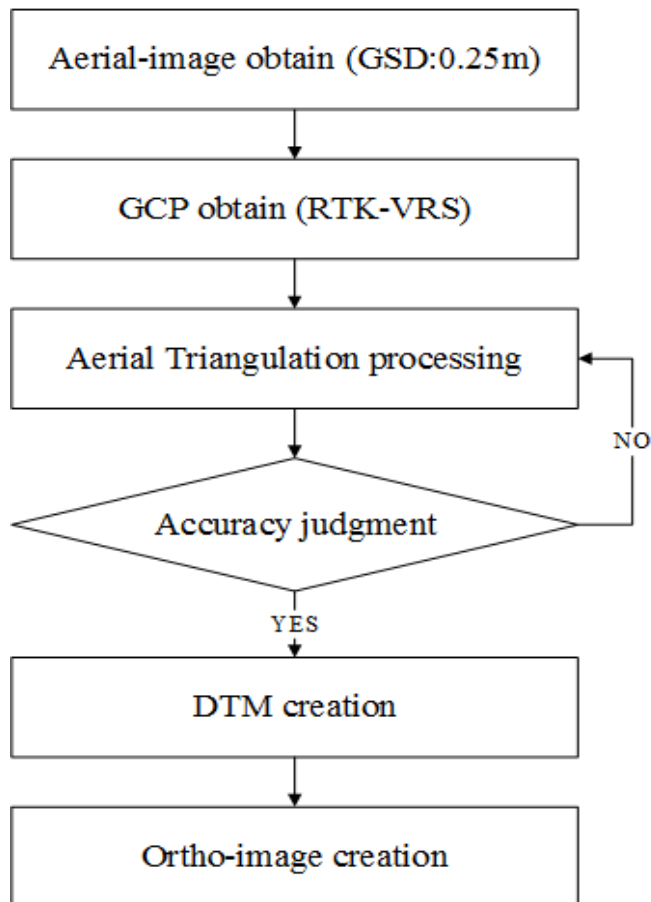 Aerial-image obtain (GSD:0.25m)
GCP obtain (RTK-VRS)
Aerial Triangulation processing
NO
Accuracy judgment
YES
DTM creation
Ortho-image creation